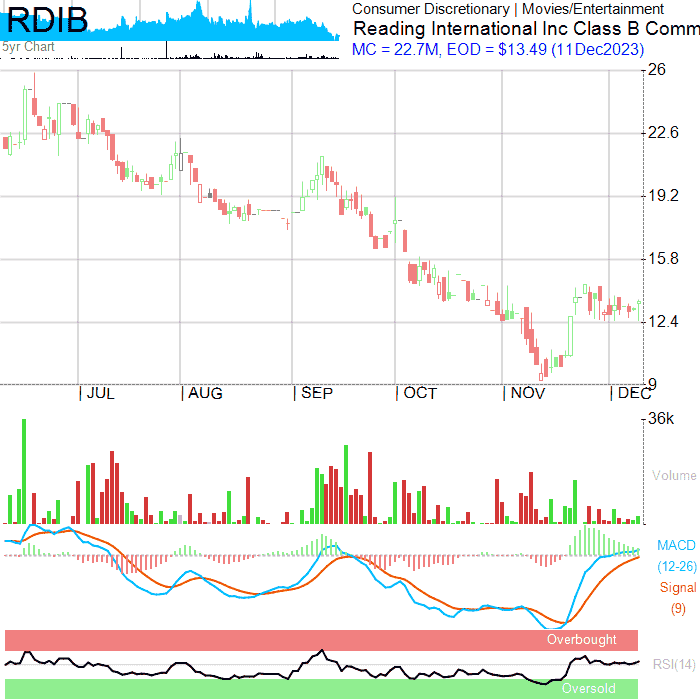 RDIB
5yr Chart
Consumer Discretionary | Movies/Entertainment
Reading International Inc Class B Comm
MC = 22.7M, EOD = $13.49 (11Dec2023)
26
22.6
19.2
15.8
12.4
9
| JUL | AUG | SEP | OCT | NOV | DEC
36k
Volume
MACD
(12-26)
Signal
(9)
Overbought
RSI(14)
Oversold